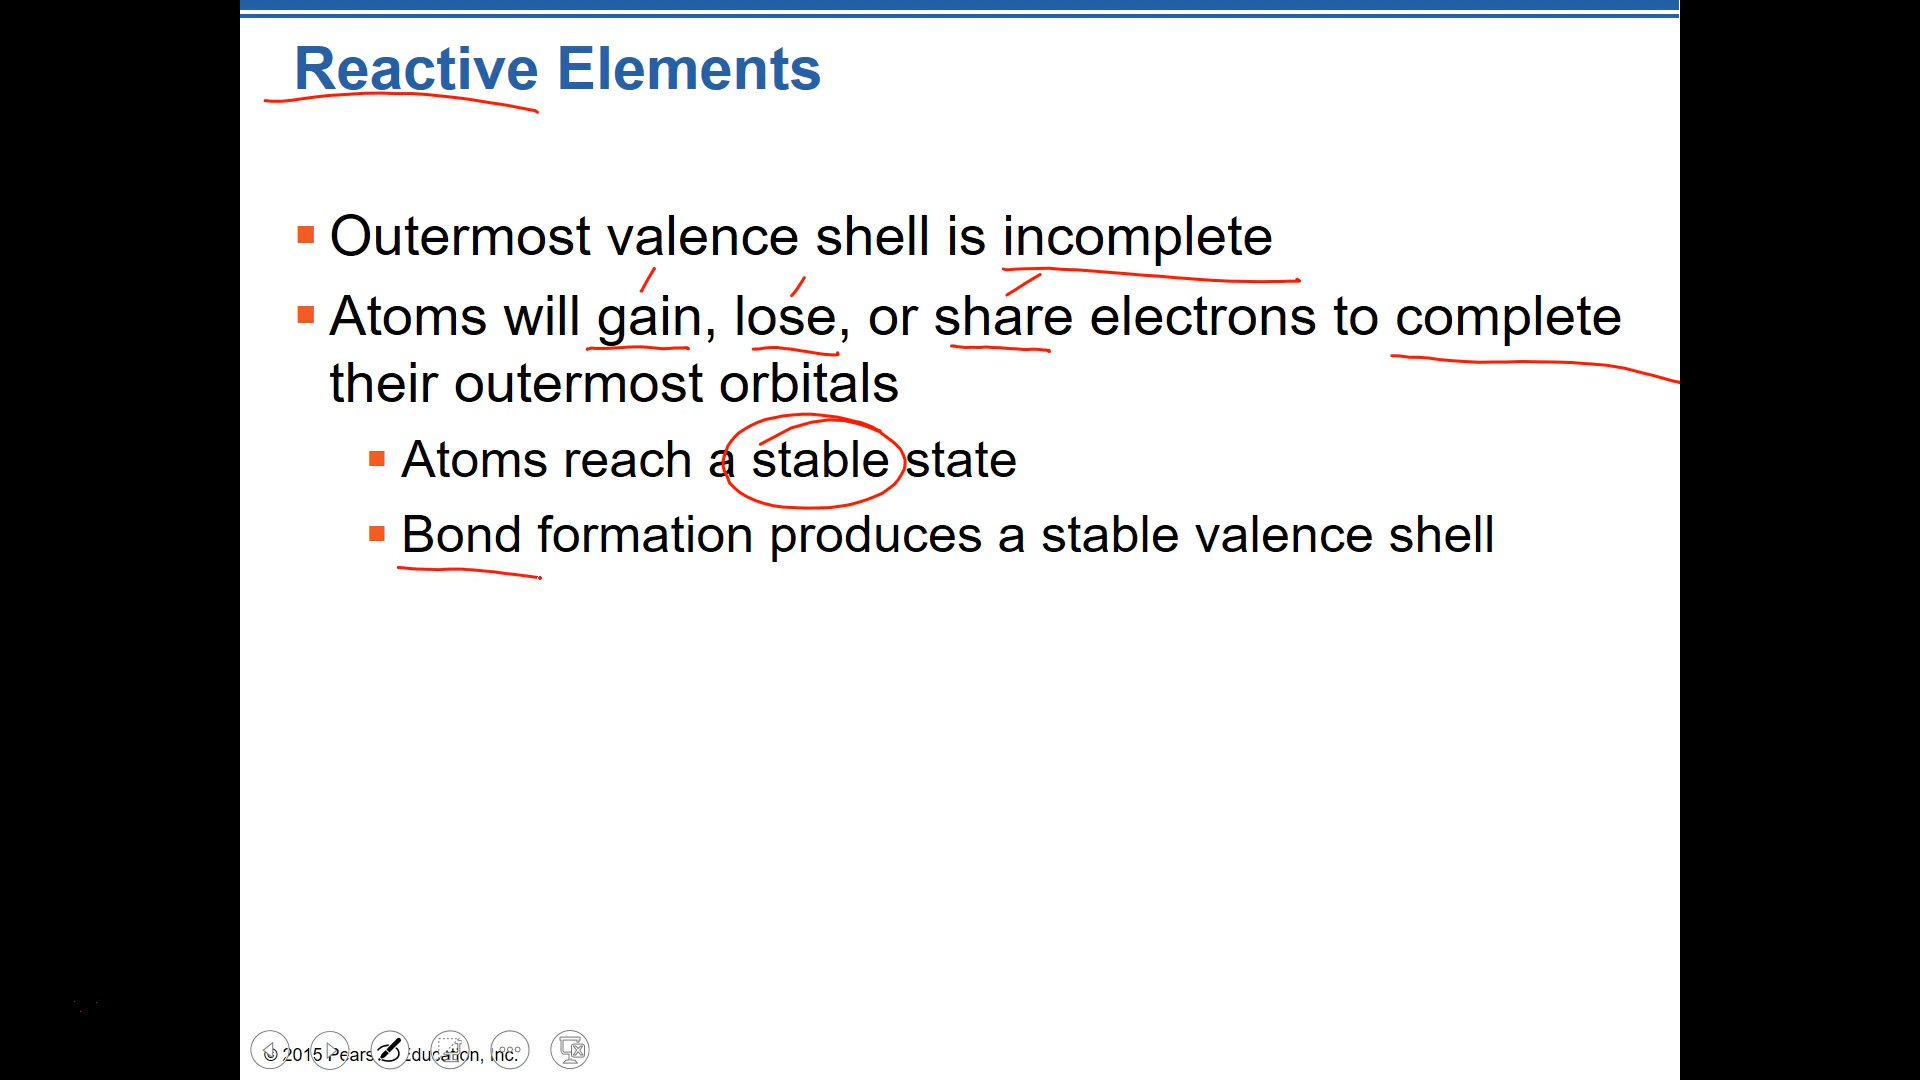 Reactive Elements
Outermost valence shell is incomplete
Atoms will gain, lose, or share electrons to complete
their outermost orbitals
Atoms reach a stable state
Bond formation produces a stable valence shell
© 2015 Pearson Education, Inc.